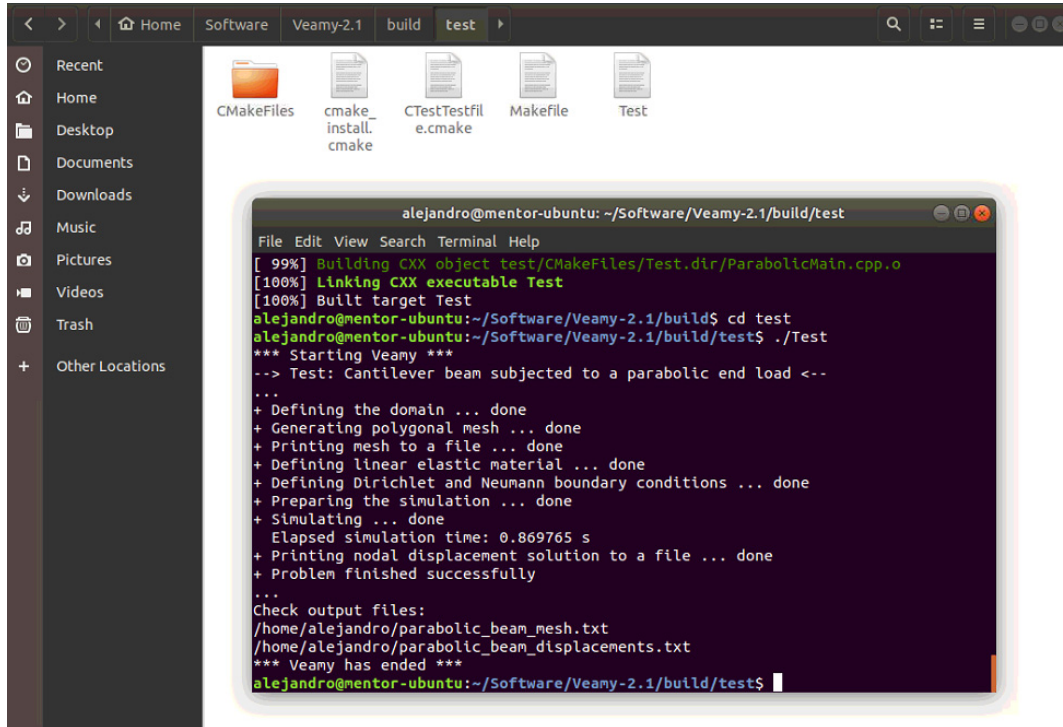 Home
Software
Veamy-2.1
build
test
Recent
Home
Desktop
Documents
Downloads
Music
Pictures
Videos
Trash
+ Other Locations
CMakeFiles
cmake_
install.
cmake
CTestTestfil
e.cmake
Makefile
Test
alejandro@mentor-ubuntu: ~/Software/Veamy-2.1/build/test
File Edit View Search Terminal Help
[ 99%] Building CXX object test/CMakeFiles/Test.dir/ParabolicMain.cpp.o
[100%] Linking CXX executable Test
[100%] Built target Test
alejandro@mentor-ubuntu:~/Software/Veamy-2.1/build$ cd test
alejandro@mentor-ubuntu:~/Software/Veamy-2.1/build/test$ ./Test
*** Starting Veamy ***
--> Test: Cantilever beam subjected to a parabolic end load <--
...
+ Defining the domain ... done
+ Generating polygonal mesh ... done
+ Printing mesh to a file ... done
+ Defining linear elastic material ... done
+ Defining Dirichlet and Neumann boundary conditions ... done
+ Preparing the simulation ... done
+ Simulating ... done
  Elapsed simulation time: 0.869765 s
+ Printing nodal displacement solution to a file ... done
+ Problem finished successfully
...
Check output files:
/home/alejandro/parabolic_beam_mesh.txt
/home/alejandro/parabolic_beam_displacements.txt
*** Veamy has ended ***
alejandro@mentor-ubuntu:~/Software/Veamy-2.1/build/test$